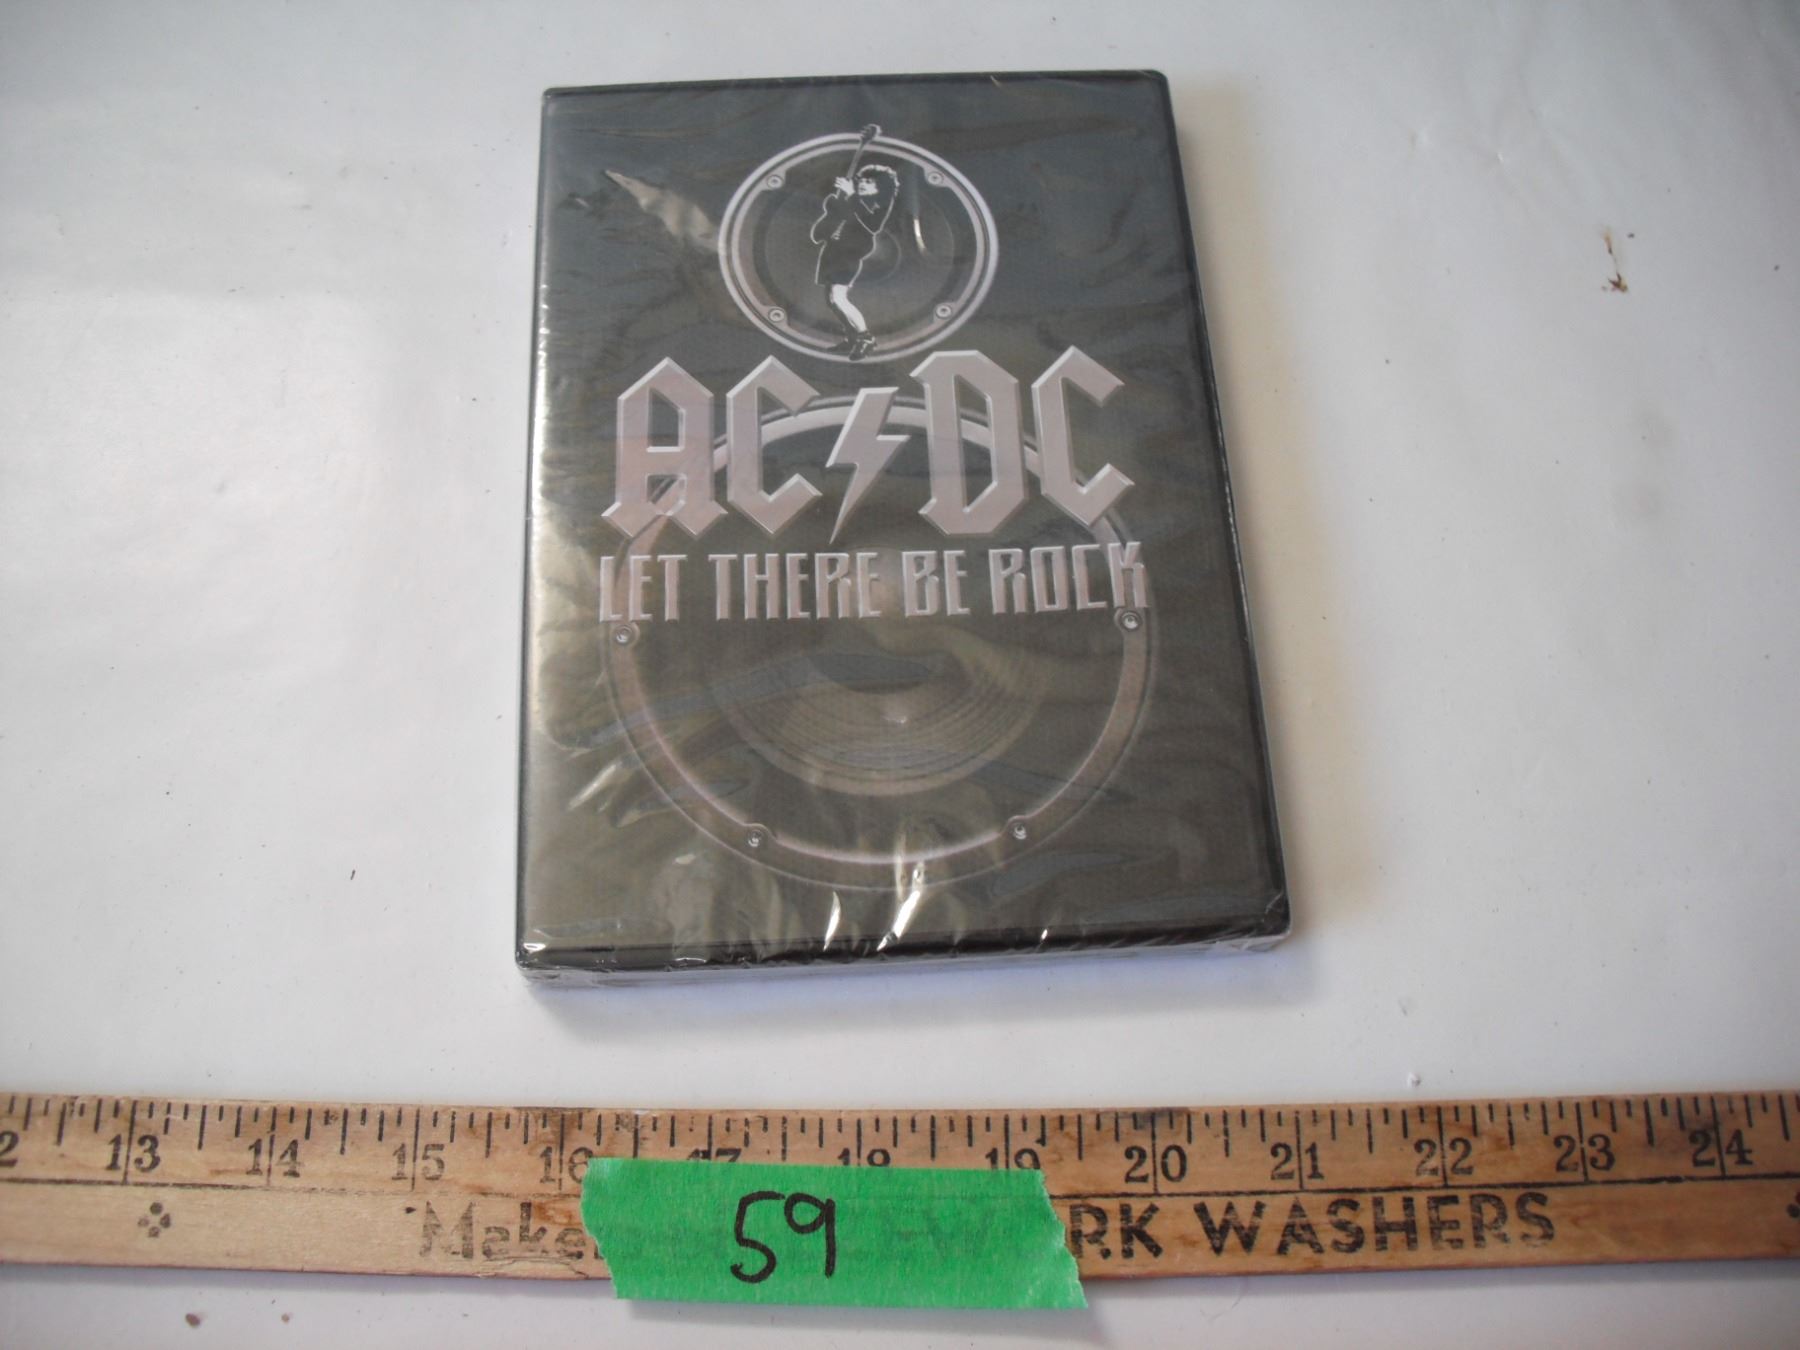 AC⚡DC
LET THERE BE ROCK
2 13 14 15 16 17 18 19 20 21 22 23 24
Makers RK WASHERS
59